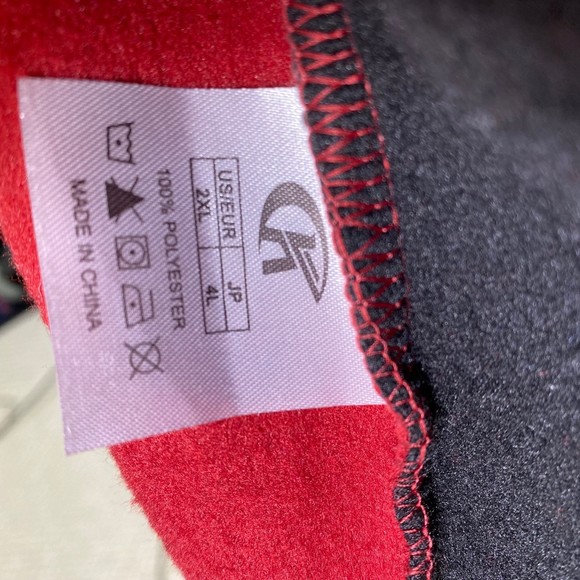 US/EUR JP
2XL 4L
100% POLYESTER
MADE IN CHINA